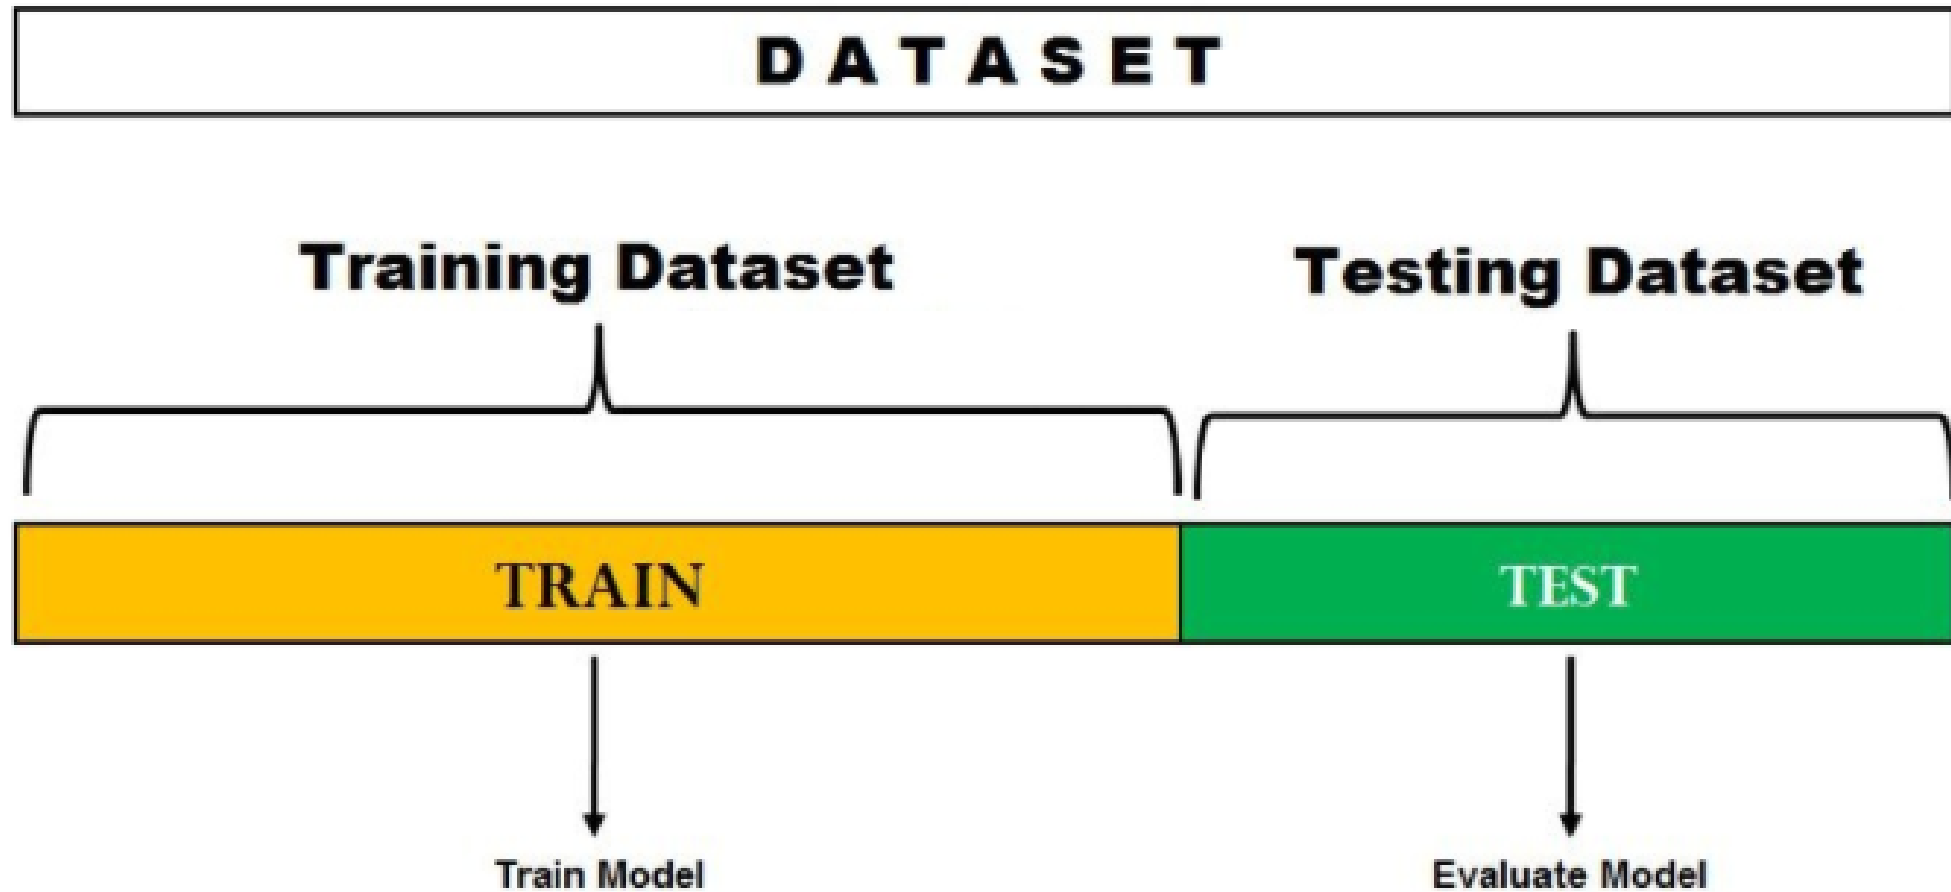 DATASET
Training Dataset
Testing Dataset
TRAIN
TEST
Train Model
Evaluate Model